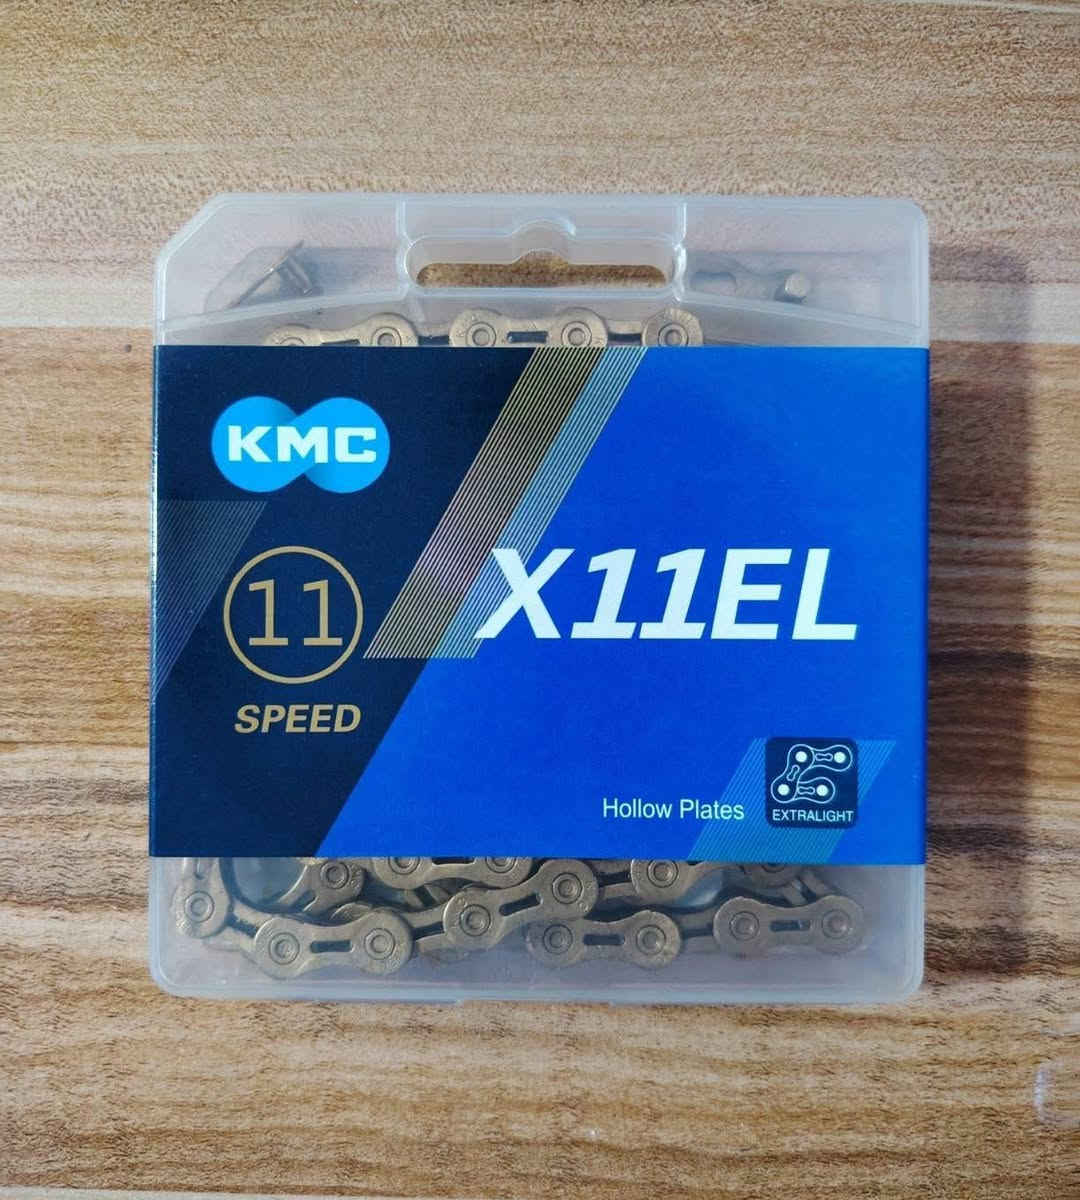 KMC
11
SPEED
X11EL
Hollow Plates
EXTRALIGHT